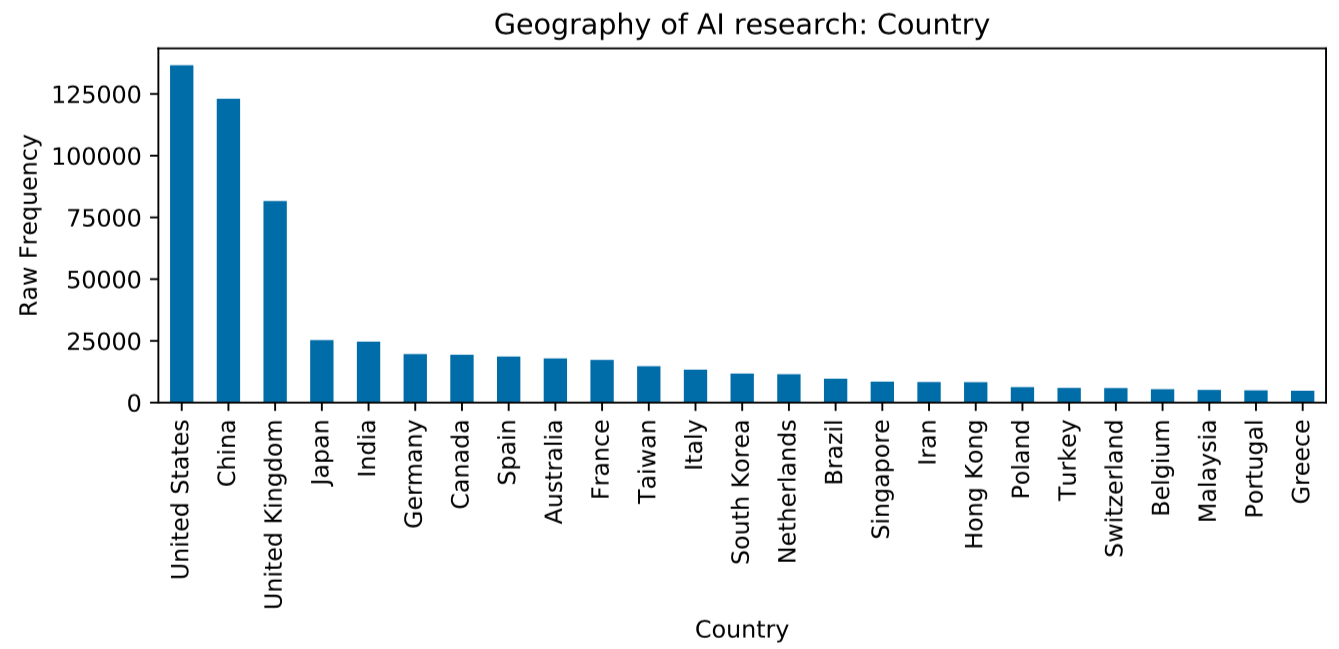 Geography of AI research: Country
Raw Frequency
125000
100000
75000
50000
25000
0
United States
China
United Kingdom
Japan
India
Germany
Canada
Spain
Australia
France
Taiwan
Italy
South Korea
Netherlands
Brazil
Singapore
Iran
Hong Kong
Poland
Turkey
Switzerland
Belgium
Malaysia
Portugal
Greece
Country